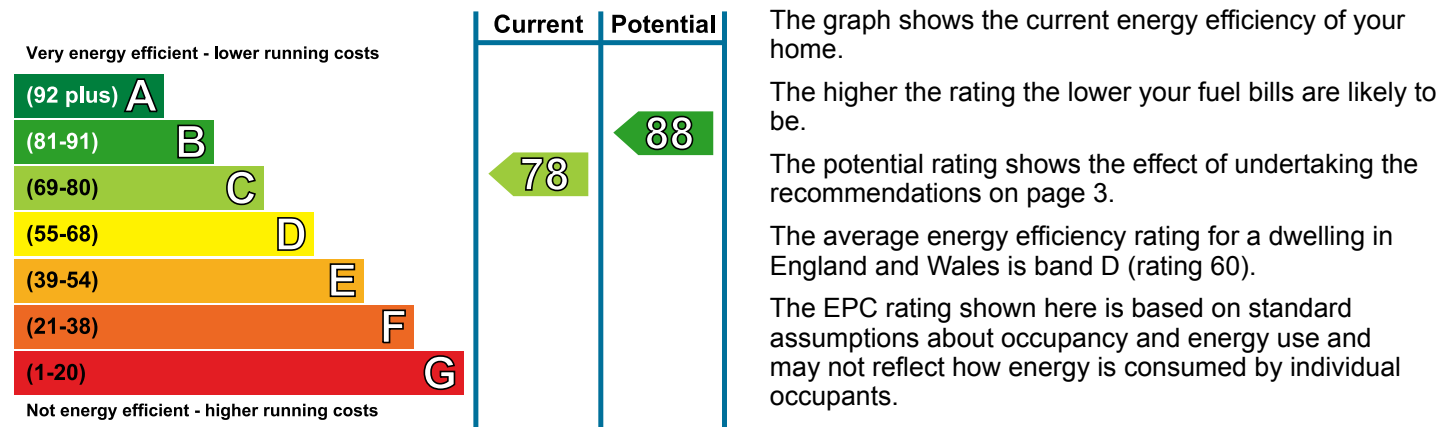 Current Potential
Very energy efficient - lower running costs
(92 plus) A
(81-91) B
88
(69-80) C
78
(55-68) D
(39-54) E
(21-38) F
(1-20) G
Not energy efficient - higher running costs
The graph shows the current energy efficiency of your
home.
The higher the rating the lower your fuel bills are likely to
be.
The potential rating shows the effect of undertaking the
recommendations on page 3.
The average energy efficiency rating for a dwelling in
England and Wales is band D (rating 60).
The EPC rating shown here is based on standard
assumptions about occupancy and energy use and
may not reflect how energy is consumed by individual
occupants.